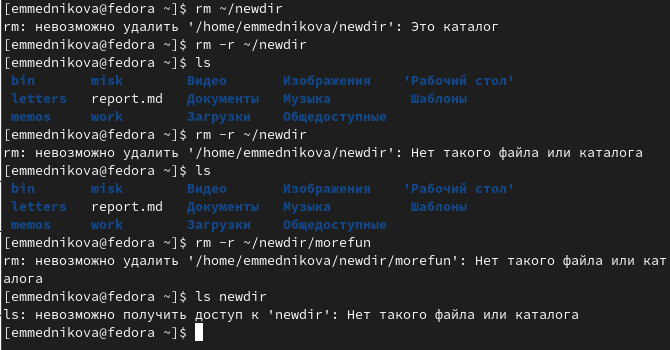 [emmednikova@fedora ~]$ rm ~/newdir
rm: невозможно удалить '/home/emmednikova/newdir': Это каталог
[emmednikova@fedora ~]$ rm -r ~/newdir
[emmednikova@fedora ~]$ ls
bin misk Видео Изображения 'Рабочий стол'
letters report.md Документы Музыка Шаблоны
memos work Загрузки Общедоступные
[emmednikova@fedora ~]$ rm -r ~/newdir
rm: невозможно удалить '/home/emmednikova/newdir': Нет такого файла или каталога
[emmednikova@fedora ~]$ ls
bin misk Видео Изображения 'Рабочий стол'
letters report.md Документы Музыка Шаблоны
memos work Загрузки Общедоступные
[emmednikova@fedora ~]$ rm -r ~/newdir/morefun
rm: невозможно удалить '/home/emmednikova/newdir/morefun': Нет такого файла или кат
алога
[emmednikova@fedora ~]$ ls newdir
ls: невозможно получить доступ к 'newdir': Нет такого файла или каталога
[emmednikova@fedora ~]$